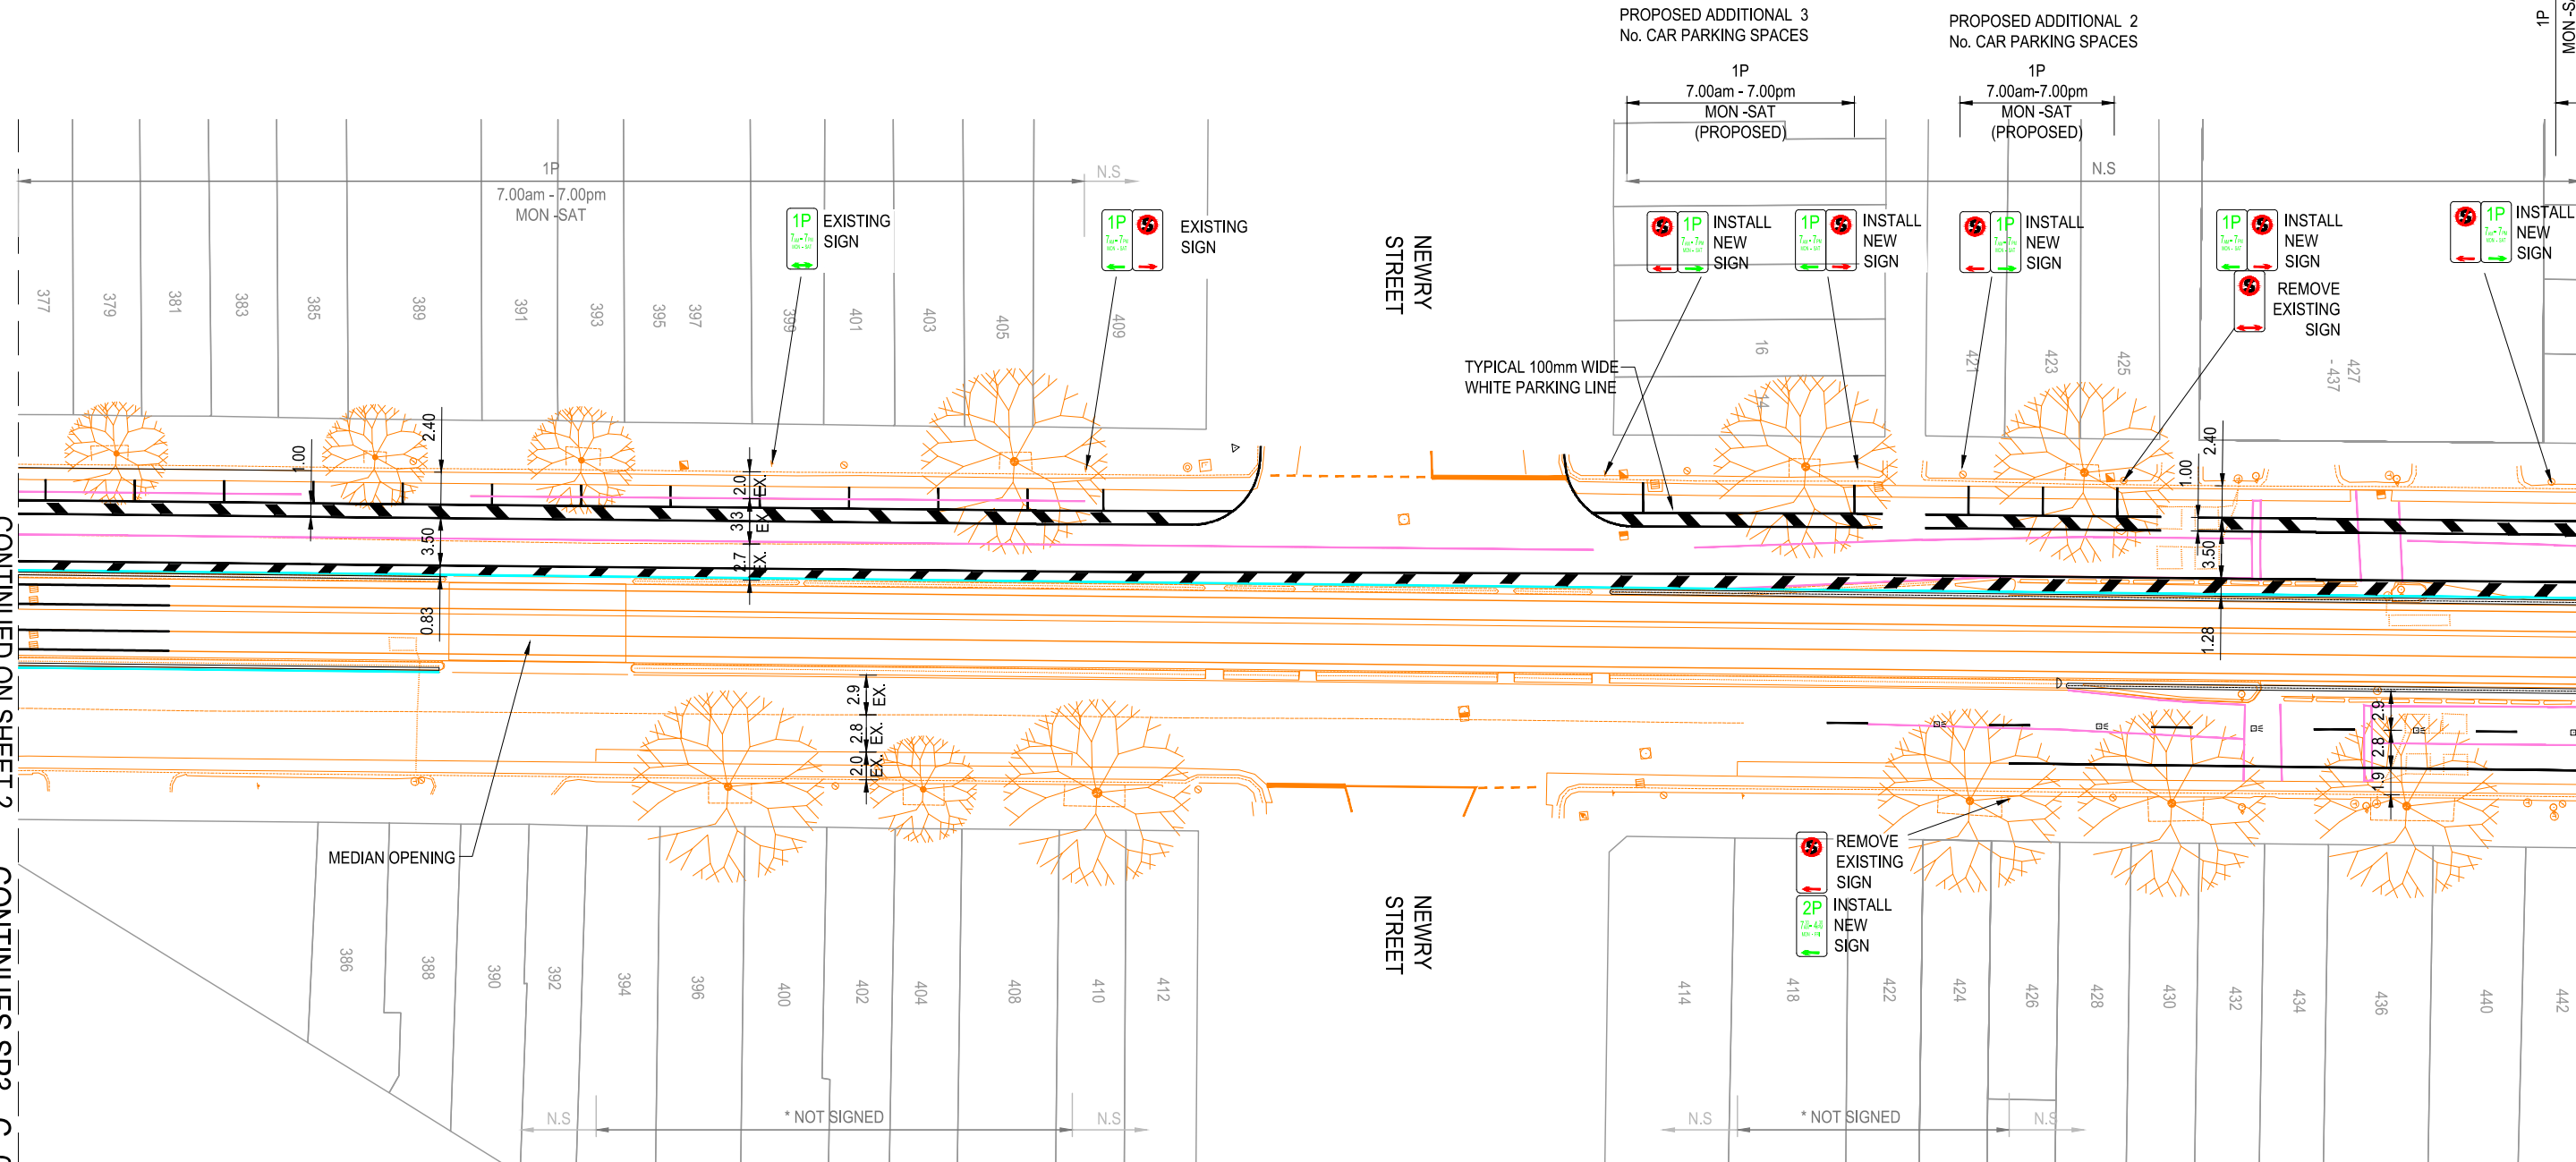 PROPOSED ADDITIONAL 3
No. CAR PARKING SPACES
1P
7.00am - 7.00pm
MON -SAT
(PROPOSED)
PROPOSED ADDITIONAL 2
No. CAR PARKING SPACES
1P
7.00am-7.00pm
MON -SAT
(PROPOSED)
1P
1P
7.00am - 7.00pm
MON -SAT
N.S
N.S
1P
EXISTING
SIGN
1P
EXISTING
SIGN
NEWRY
STREET
1P
INSTALL
NEW
SIGN
1P
INSTALL
NEW
SIGN
1P
INSTALL
NEW
SIGN
1P
INSTALL
NEW
SIGN
REMOVE
EXISTING
SIGN
1P
INSTALL
NEW
SIGN
377
379
381
383
385
389
391
393
395
397
399
401
403
405
409
16
14
421
423
425
427
- 437
TYPICAL 100mm WIDE
WHITE PARKING LINE
1.00
2.40
3.50
0.83
2.0
EX.
3.3
EX.
2.7
EX.
1.00
2.40
3.50
1.28
2.9
EX.
2.8
EX.
2.0
EX.
2.9
2.8
1.9
MEDIAN OPENING
CONTINUED ON SHEET 2
REMOVE
EXISTING
SIGN
2P
INSTALL
NEW
SIGN
NEWRY
STREET
386
388
390
392
394
396
400
402
404
408
410
412
414
418
422
424
426
428
430
432
434
436
440
442
N.S
* NOT SIGNED
N.S
N.S
* NOT SIGNED
N.S